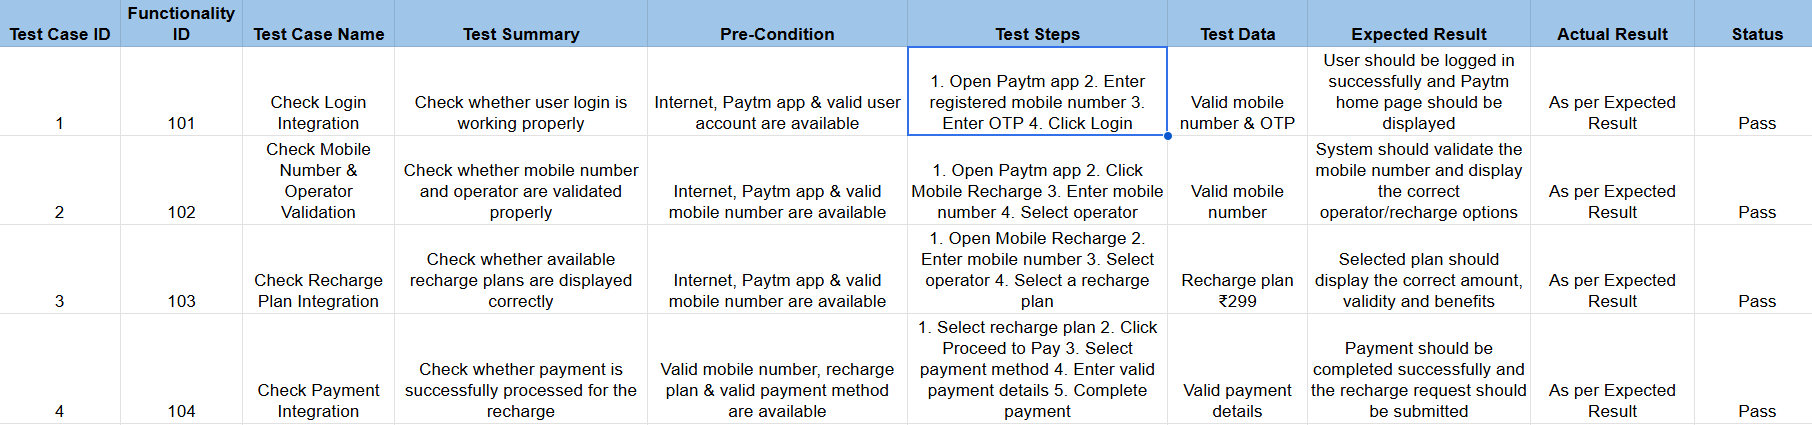 Test Case ID
Functionality
ID
Test Case Name
Test Summary
Pre-Condition
Test Steps
Test Data
Expected Result
Actual Result
Status
1
101
Check Login
Integration
Check whether user login is
working properly
Internet, Paytm app & valid user
account are available
1. Open Paytm app 2. Enter
registered mobile number 3.
Enter OTP 4. Click Login
Valid mobile
number & OTP
User should be logged in
successfully and Paytm
home page should be
displayed
As per Expected
Result
Pass
2
102
Check Mobile
Number &
Operator
Validation
Check whether mobile number
and operator are validated
properly
Internet, Paytm app & valid
mobile number are available
1. Open Paytm app 2. Click
Mobile Recharge 3. Enter mobile
number 4. Select operator
Valid mobile
number
System should validate the
mobile number and display
the correct
operator/recharge options
As per Expected
Result
Pass
3
103
Check Recharge
Plan Integration
Check whether available
recharge plans are displayed
correctly
Internet, Paytm app & valid
mobile number are available
1. Open Mobile Recharge 2.
Enter mobile number 3. Select
operator 4. Select a recharge
plan
Recharge plan
₹299
Selected plan should
display the correct amount,
validity and benefits
As per Expected
Result
Pass
4
104
Check Payment
Integration
Check whether payment is
successfully processed for the
recharge
Valid mobile number, recharge
plan & valid payment method
are available
1. Select recharge plan 2. Click
Proceed to Pay 3. Select
payment method 4. Enter valid
payment details 5. Complete
payment
Valid payment
details
Payment should be
completed successfully and
the recharge request should
be submitted
As per Expected
Result
Pass